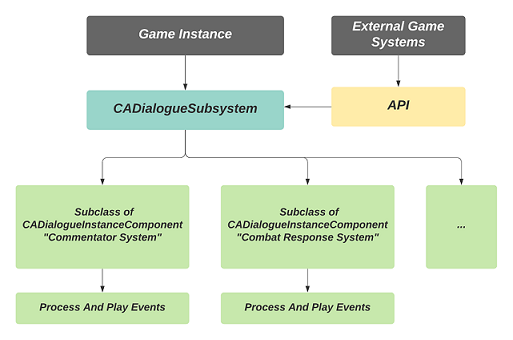 Game Instance
External Game
Systems
CADialogueSubsystem
API
Subclass of
CADialogueInstanceComponent
"Commentator System"
Subclass of
CADialogueInstanceComponent
"Combat Response System"
...
Process And Play Events
Process And Play Events